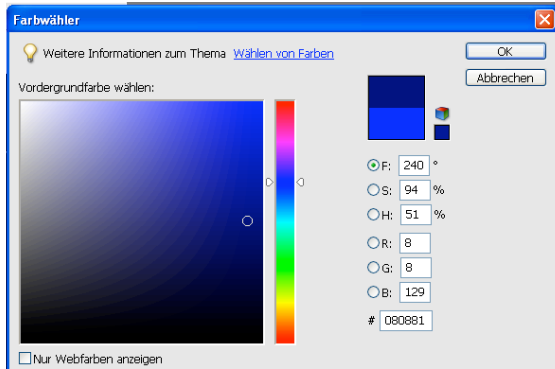 Farbwähler
Weitere Informationen zum Thema Wählen von Farben
OK
Abbrechen
Vordergrundfarbe wählen:
F: 240 °
S: 94 %
H: 51 %
R: 8
G: 8
B: 129
# 080881
Nur Webfarben anzeigen